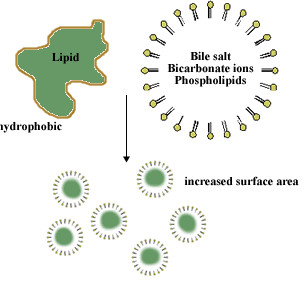 Lipid
Bile salt
Bicarbonate ions
Phospholipids
hydrophobic
increased surface area